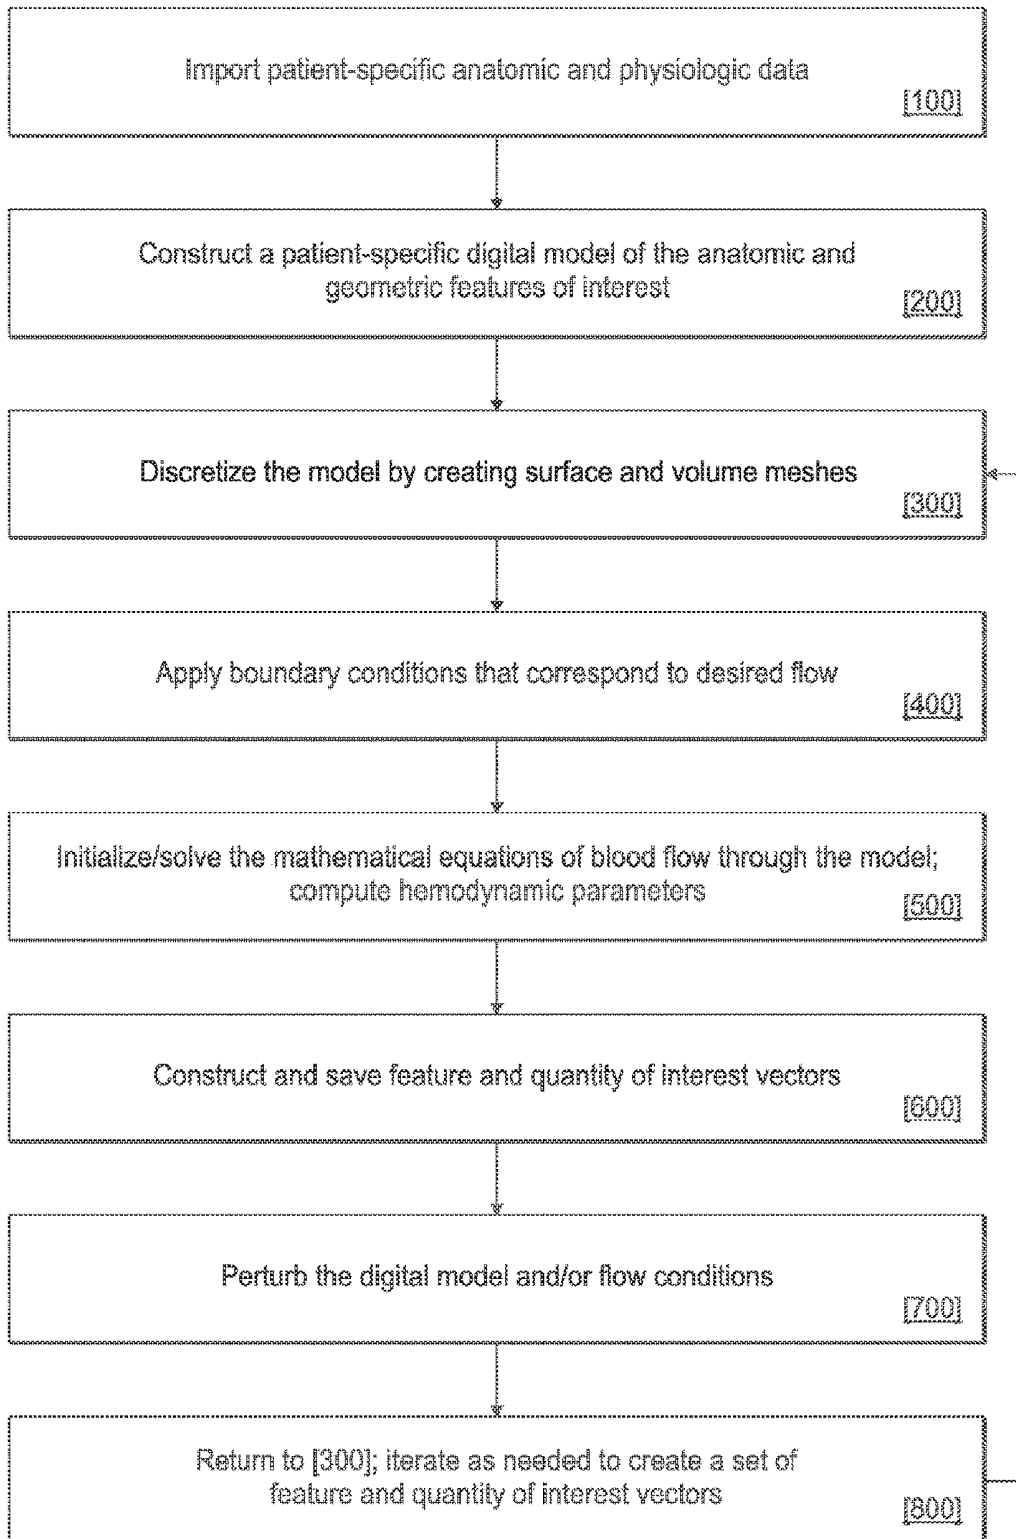 Import patient-specific anatomic and physiologic data
[100]
Construct a patient-specific digital model of the anatomic and
geometric features of interest
[200]
Discretize the model by creating surface and volume meshes
[300]
Apply boundary conditions that correspond to desired flow
[400]
Initialize/solve the mathematical equations of blood flow through the model;
compute hemodynamic parameters
[500]
Construct and save feature and quantity of interest vectors
[600]
Perturb the digital model and/or flow conditions
[700]
Return to [300]; iterate as needed to create a set of
feature and quantity of interest vectors
[800]